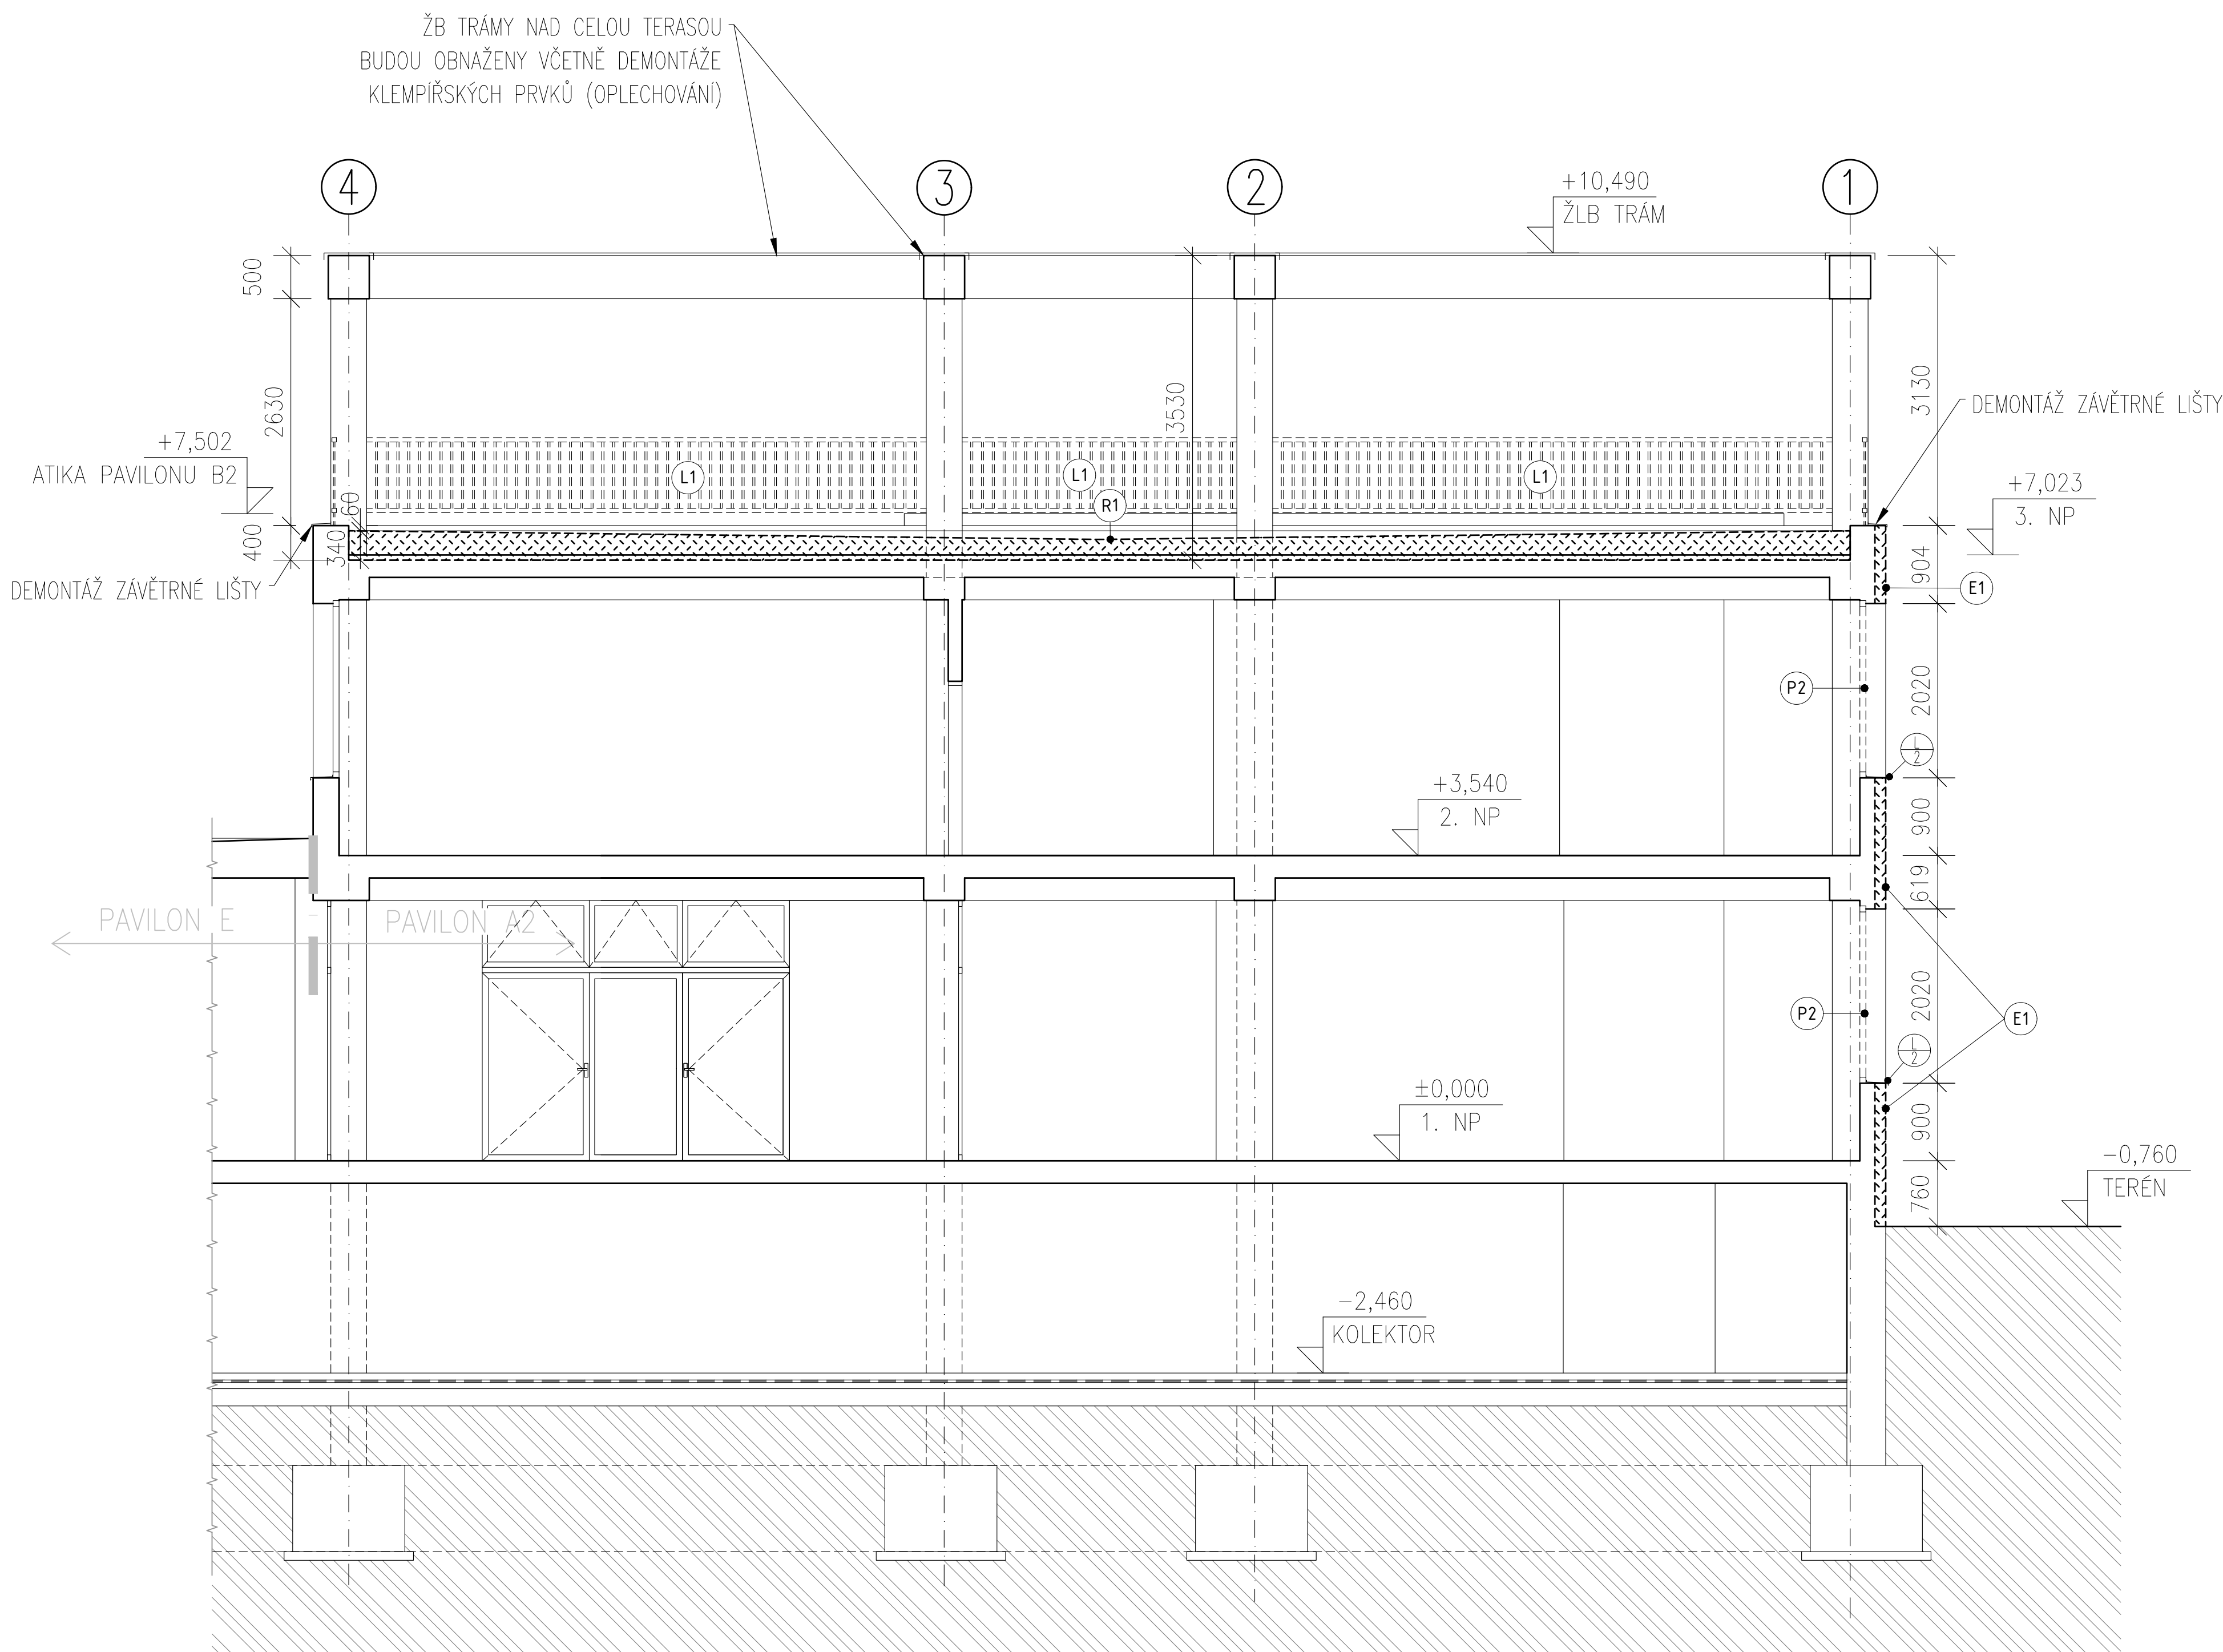 ŽB TRÁMY NAD CELOU TERASOU
BUDOU OBNAŽENY VČETNĚ DEMONTÁŽE
KLEMPÍŘSKÝCH PRVKŮ (OPLECHOVÁNÍ)
4
3
2
1
+10,490
ŽLB TRÁM
500
2630
3530
3130
DEMONTÁŽ ZÁVĚTRNÉ LIŠTY
+7,502
ATIKA PAVILONU B2
L1
L1
L1
R1
+7,023
3. NP
60
400
340
904
DEMONTÁŽ ZÁVĚTRNÉ LIŠTY
E1
P2
2020
L
2
+3,540
2. NP
900
619
PAVILON E
PAVILON A2
2020
P2
E1
L
2
±0,000
1. NP
900
-0,760
TERÉN
760
-2,460
KOLEKTOR